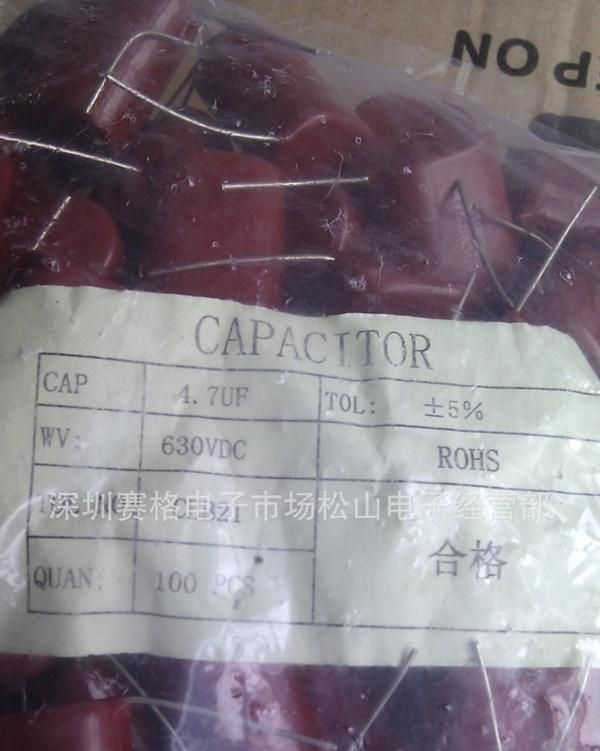 EP ON
CAPACITOR
CAP 4.7UF TOL: ±5%
WV: 630VDC ROHS
深圳赛格电子市场松山电子经营部
合格
QUAN: 100 PCS